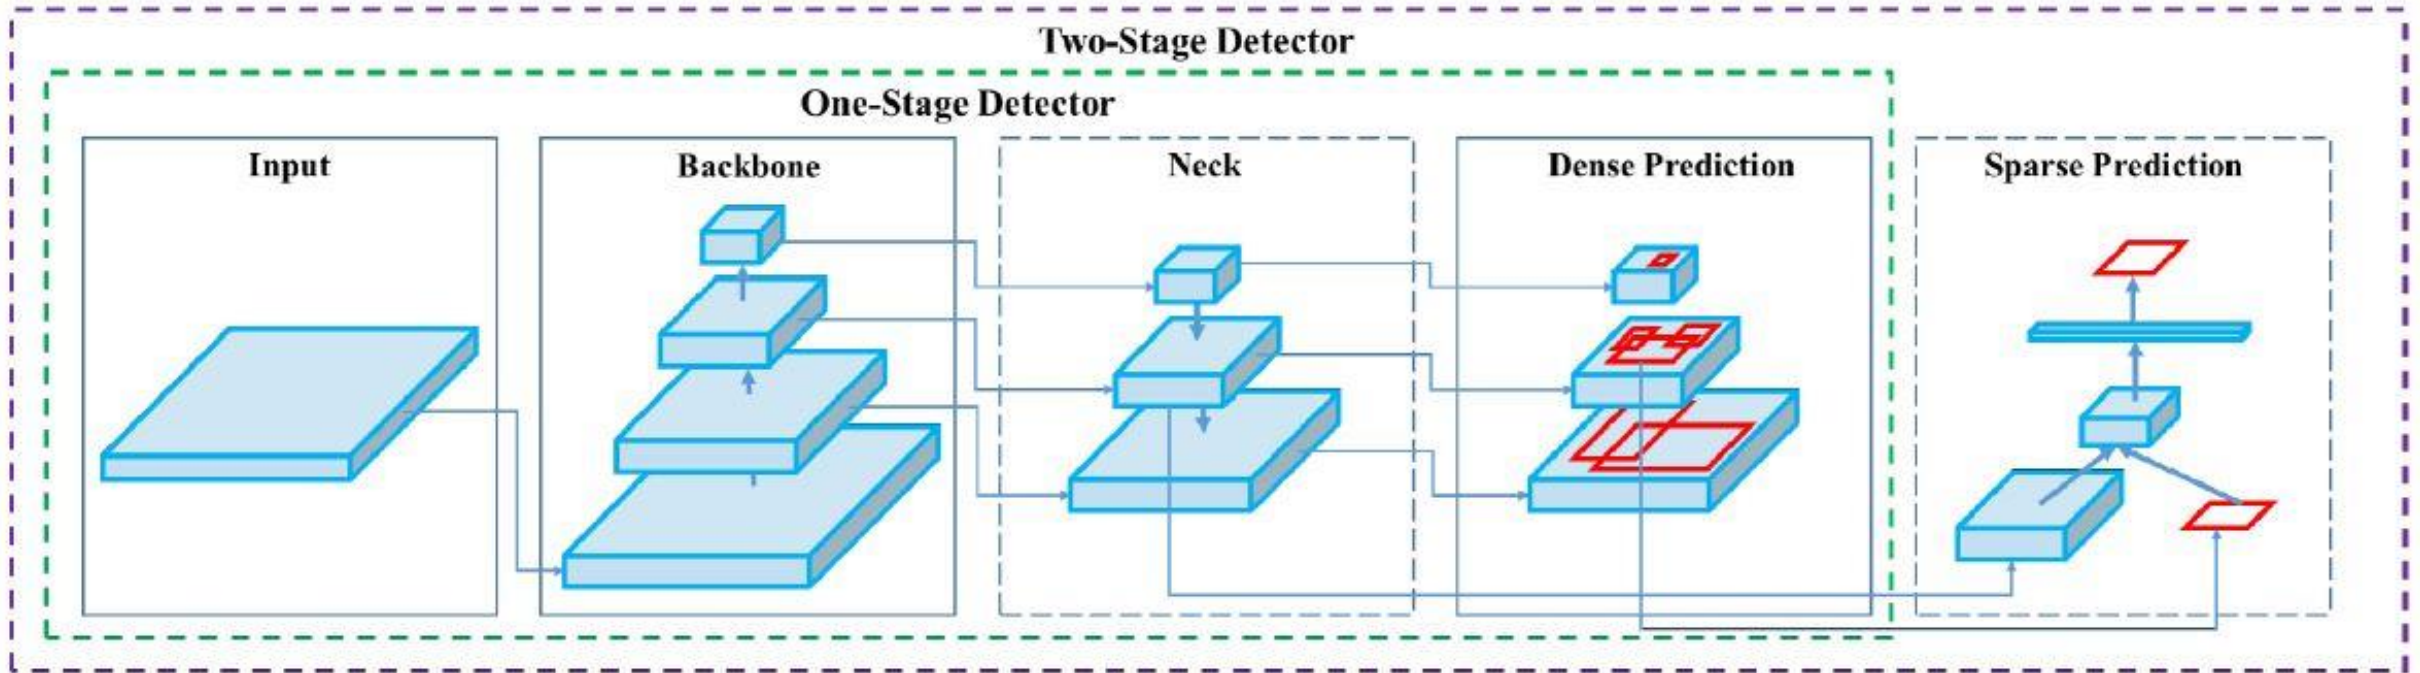 Two-Stage Detector
One-Stage Detector
Input
Backbone
Neck
Dense Prediction
Sparse Prediction